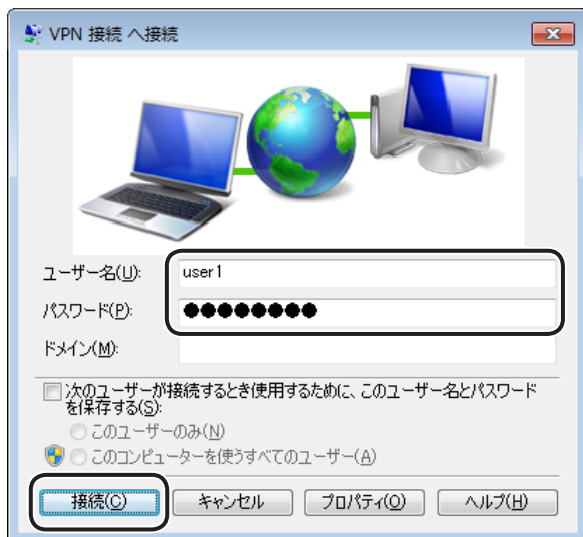 VPN 接続 へ接続
ユーザー名(U):
user1
パスワード(P):
●●●●●●●●
ドメイン(M):
次のユーザーが接続するとき使用するために、このユーザー名とパスワード
を保存する(S):
このユーザーのみ(N)
このコンピューターを使うすべてのユーザー(A)
接続(C)
キャンセル
プロパティ(O)
ヘルプ(H)